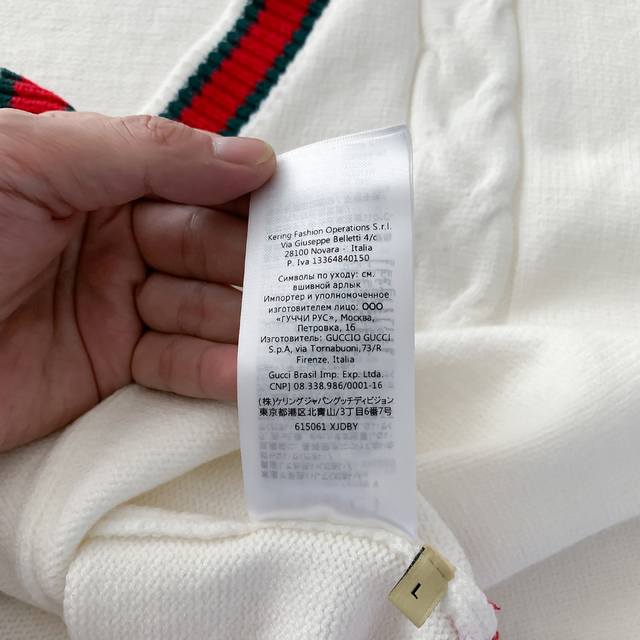 Kering Fashion Operations S.r.l.
Via Giuseppe Belletti 4/c
28100 Novara - Italia
P. Iva 13364840150
Символы по уходу: см.
вшивной арлык
Импортер и уполномоченное
изготовителем лицо: ООО
«ГУЧЧИ РУС», Москва,
Петровка, 16
Изготовитель: GUCCIO GUCCI
S.p.A, via Tornabuoni,73/R
Firenze, Italia
Gucci Brasil Imp. Exp. Ltda.
CNPJ 08.338.986/0001-16
(株)ケリングジャパングッチディビジョン
東京都港区北青山/3丁目6番7号
615061 XJDBY
L